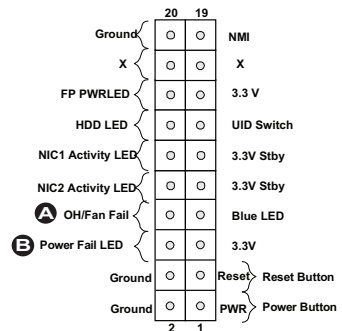 20 19
Ground NMI
X X
FP PWRLED 3.3 V
HDD LED UID Switch
NIC1 Activity LED 3.3V Stby
NIC2 Activity LED 3.3V Stby
A OH/Fan Fail Blue LED
B Power Fail LED 3.3V
Ground Reset Reset Button
Ground PWR Power Button
2 1